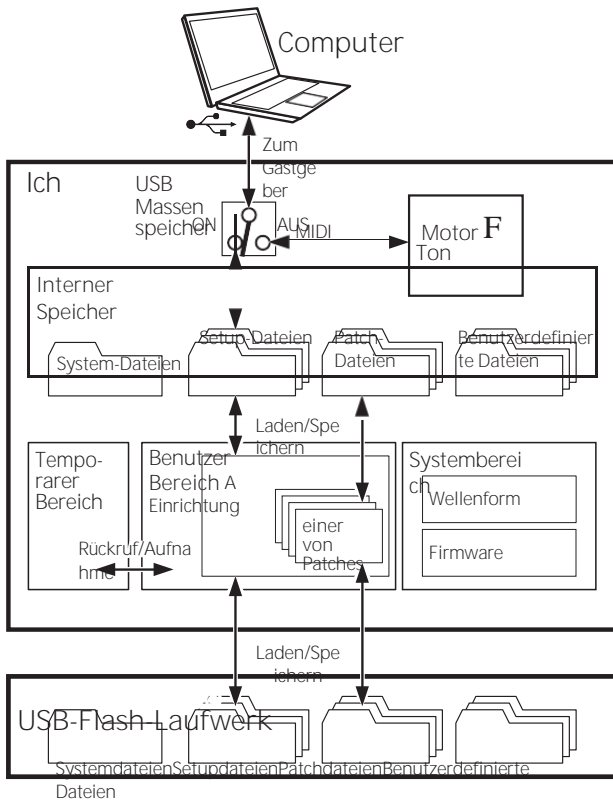 Computer
Zum
Gastge
ber
Ich
USB
Massen
speicher
ON
AUS
MIDI
Motor F
Ton
Interner
Speicher
System-Dateien
Setup-Dateien
Patch-
Dateien
Benutzerdefinier
te Dateien
Laden/Spe
ichern
Tempo-
rarer
Bereich
Benutzer
Bereich A
Einrichtung
einer
von
Patches
Rückruf/Aufna
hme
Systemberei
ch
Wellenform
Firmware
Laden/Spe
ichern
USB-Flash-Laufwerk
SystemdateienSetupdateienPatchdateienBenutzerdefinierte
Dateien